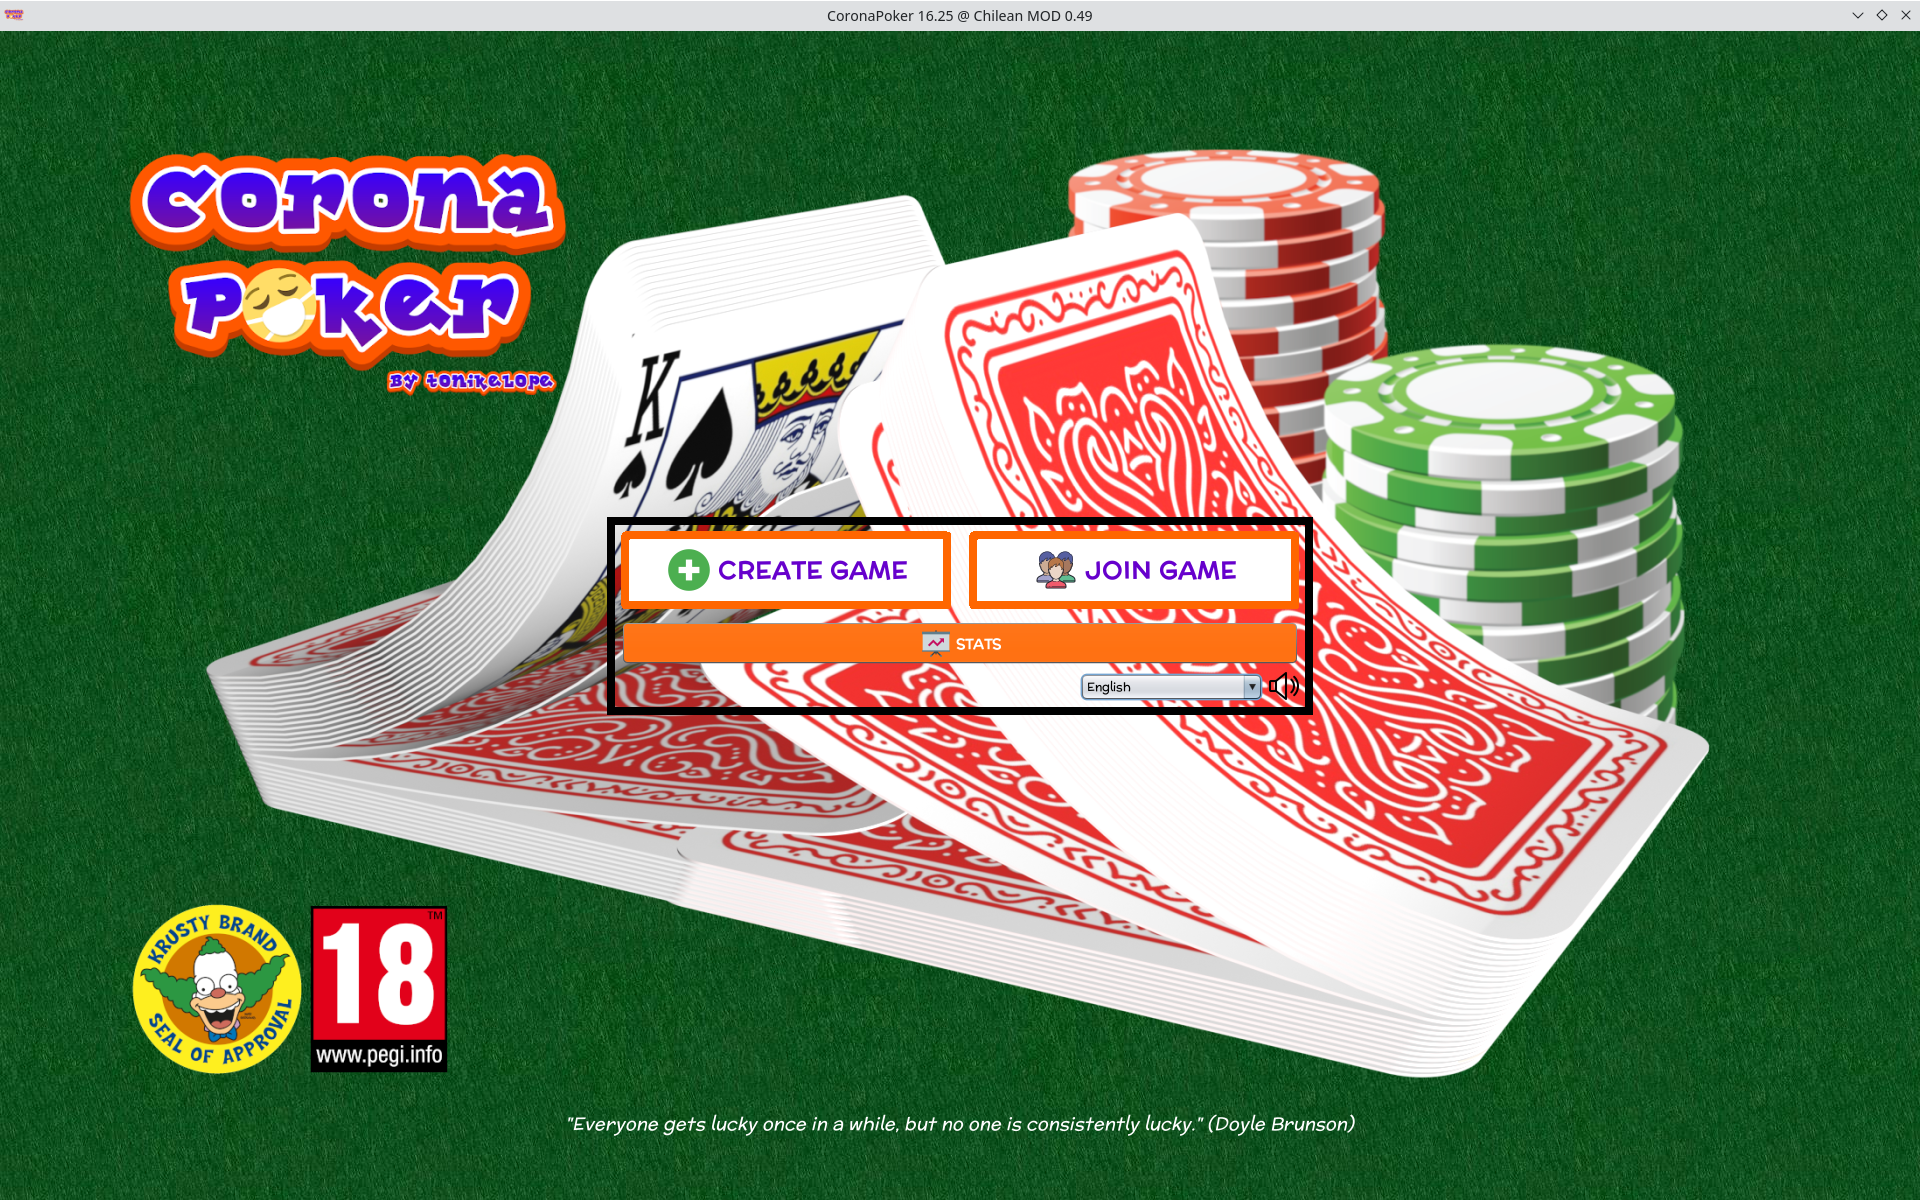 CoronaPoker 16.25 @ Chilean MOD 0.49
corona
poker
By tonikelope
K
CREATE GAME
JOIN GAME
STATS
English
KRUSTY BRAND
SEAL OF APPROVAL
TM
18
www.pegi.info
"Everyone gets lucky once in a while, but no one is consistently lucky." (Doyle Brunson)